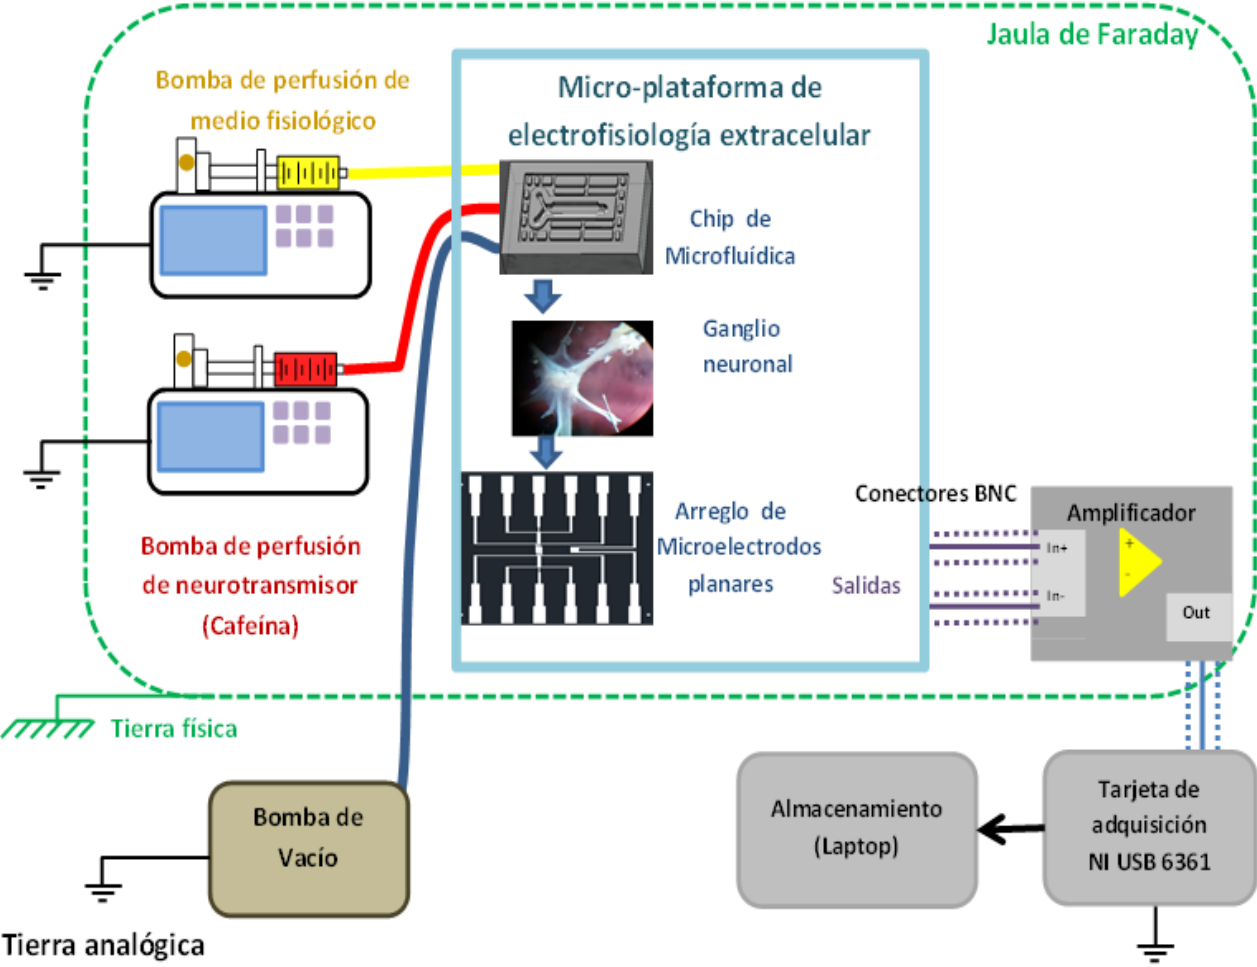 Jaula de Faraday
Bomba de perfusión de
medio fisiológico
Micro-plataforma de
electrofisiología extracelular
Chip de
Microfluídica
Ganglio
neuronal
Bomba de perfusión
de neurotransmisor
(Cafeína)
Arreglo de
Microelectrodos
planares
Conectores BNC
Salidas
Amplificador
In+
In-
+
-
Out
Tierra física
Bomba de
Vacío
Tierra analógica
Almacenamiento
(Laptop)
Tarjeta de
adquisición
NI USB 6361